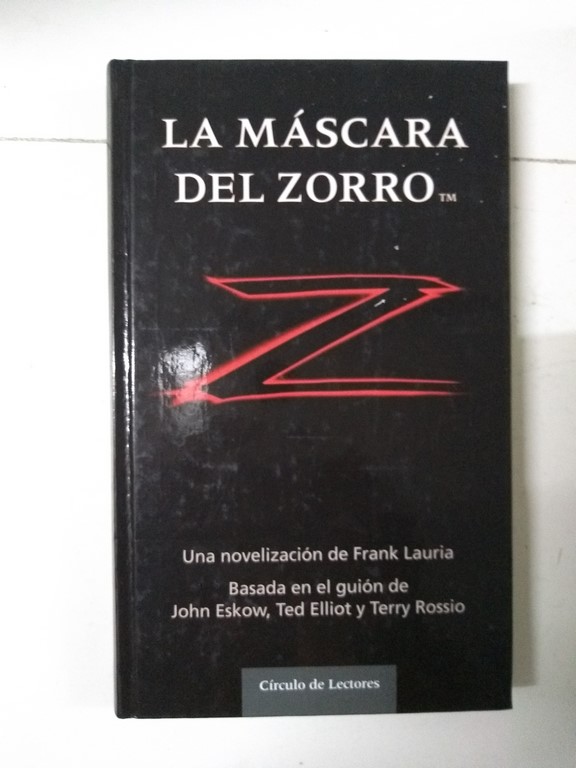 LA MÁSCARA
DEL ZORRO™
Z
Una novelización de Frank Lauria
Basada en el guión de
John Eskow, Ted Elliot y Terry Rossio
Círculo de Lectores